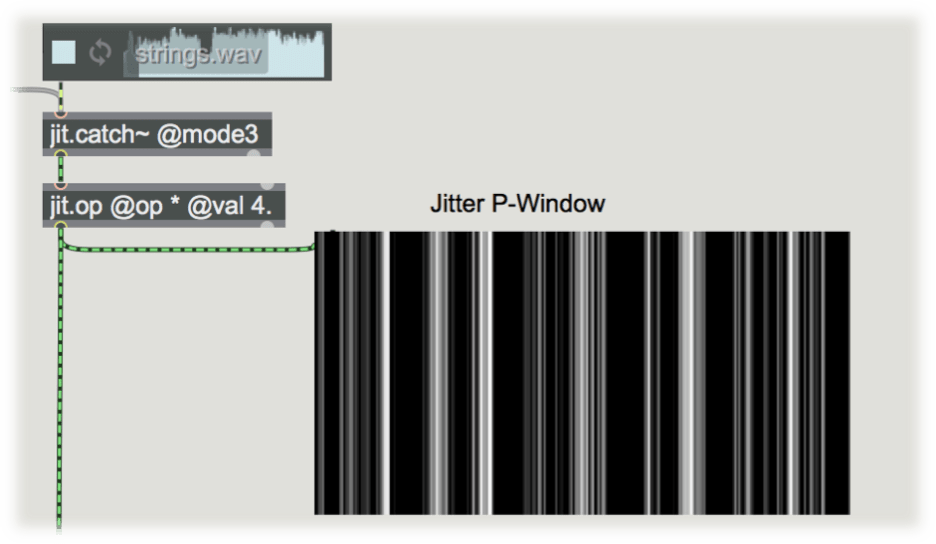 strings.wav
jit.catch~ @mode3
jit.op @op * @val 4.
Jitter P-Window